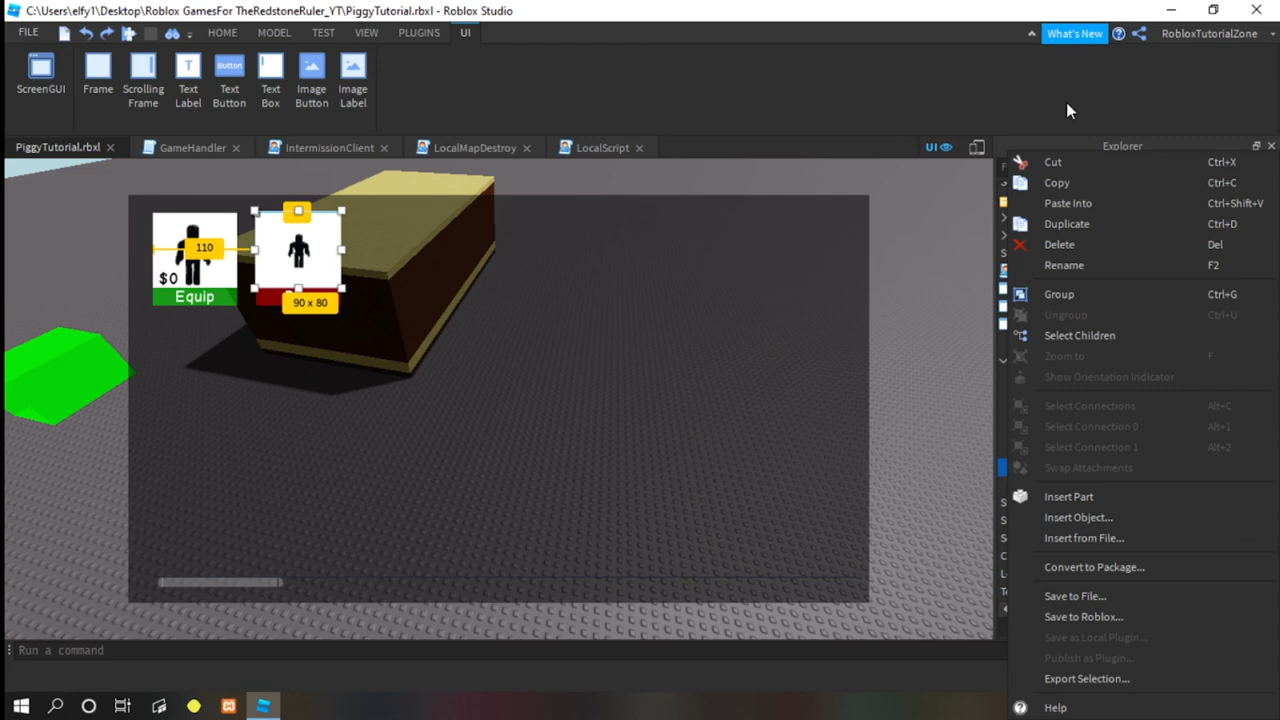 C:\Users\elfy1\Desktop\Roblox GamesFor TheRedstoneRuler_YT\PiggyTutorial.rbxl - Roblox Studio
FILE HOME MODEL TEST VIEW PLUGINS UI What's New RobloxTutorialZone
ScreenGUI Frame Scrolling Frame Text Label Text Button Text Box Image Button Image Label
T Button
PiggyTutorial.rbxl GameHandler IntermissionClient LocalMapDestroy LocalScript UI Explorer
Cut Ctrl+X
Copy Ctrl+C
Paste Into Ctrl+Shift+V
Duplicate Ctrl+D
Delete Del
Rename F2
Group Ctrl+G
Ungroup Ctrl+U
Select Children
Zoom to F
Show Orientation Indicator
Select Connections Alt+C
Select Connection 0 Alt+1
Select Connection 1 Alt+2
Swap Attachments
Insert Part
Insert Object...
Insert from File...
Convert to Package...
Save to File...
Save to Roblox...
Save as Local Plugin...
Publish as Plugin...
Export Selection...
Help
110
$0
Equip
90 x 80
Run a command